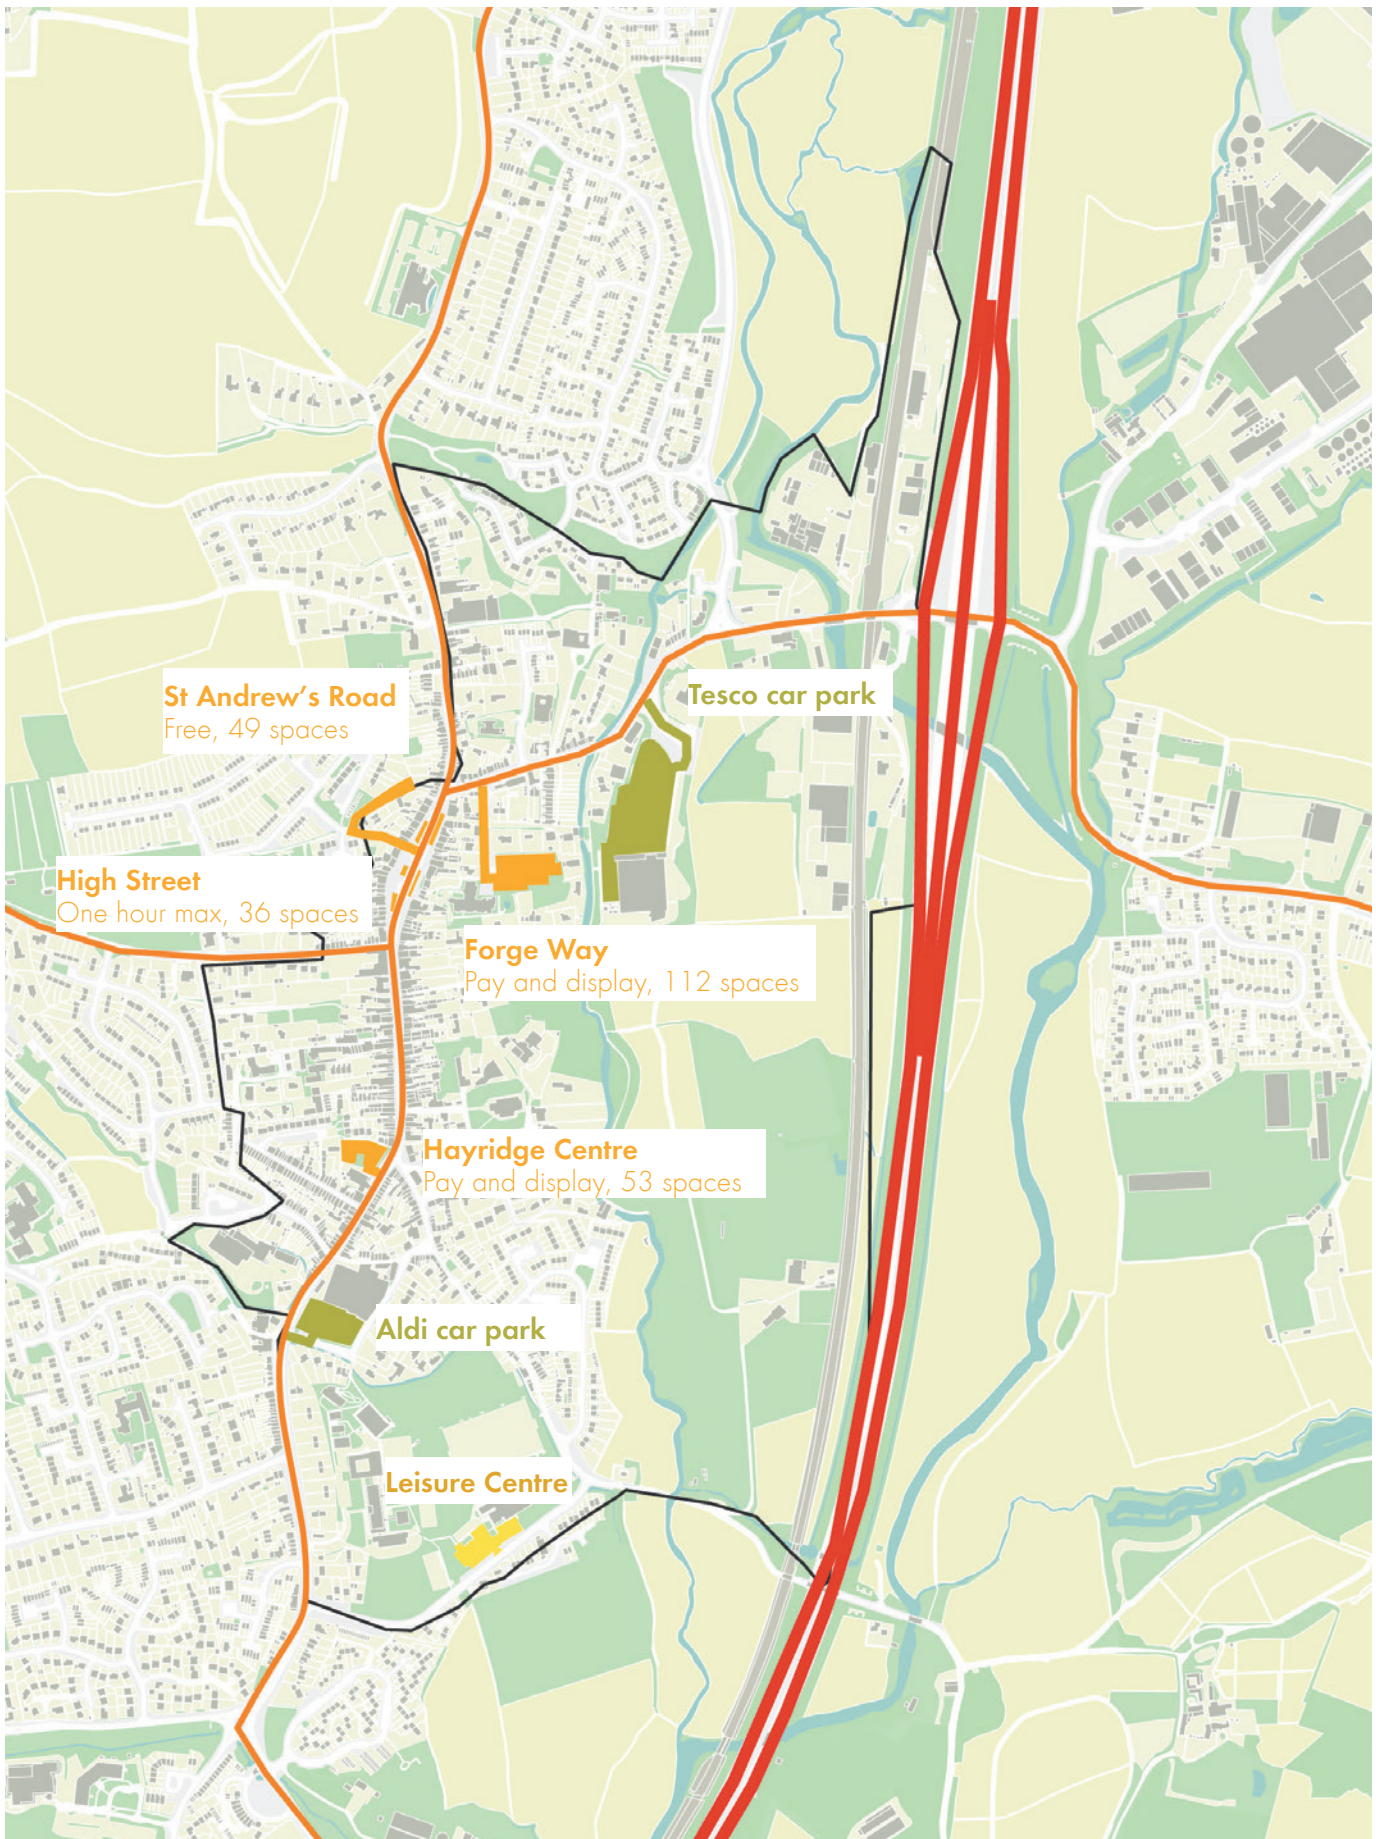 St Andrew's Road
Free, 49 spaces
Tesco car park
High Street
One hour max, 36 spaces
Forge Way
Pay and display, 112 spaces
Hayridge Centre
Pay and display, 53 spaces
Aldi car park
Leisure Centre